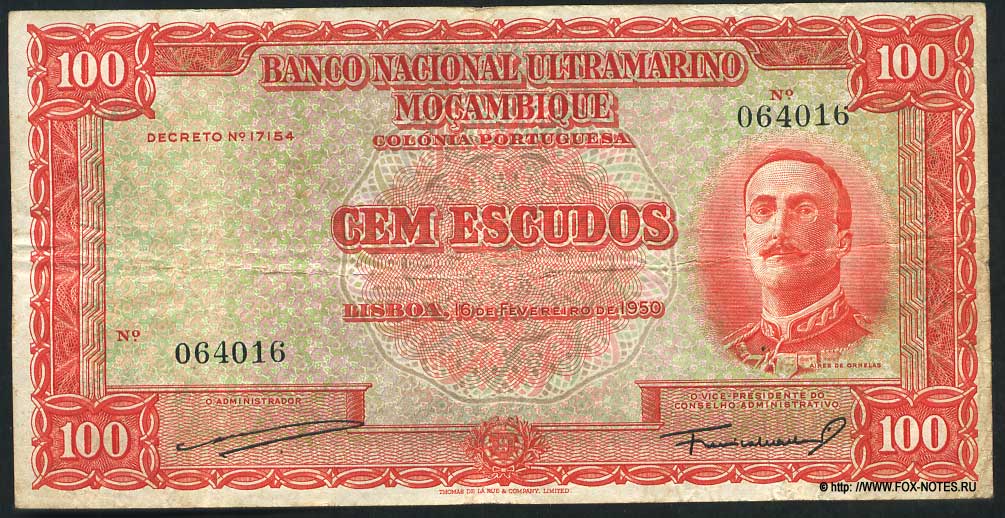 100
100
BANCO NACIONAL ULTRAMARINO
MOÇAMBIQUE
Nº
064016
DECRETO Nº 17154
COLÓNIA PORTUGUESA
CEM ESCUDOS
LISBOA, 16 DE FEVEREIRO DE 1950
Nº
064016
AIRES DE ORNELAS
O ADMINISTRADOR
O VICE-PRESIDENTE DO
CONSELHO ADMINISTRATIVO
100
100
THOMAS DE LA RUE & COMPANY, LIMITED
© http: //WWW.FOX-NOTES.RU